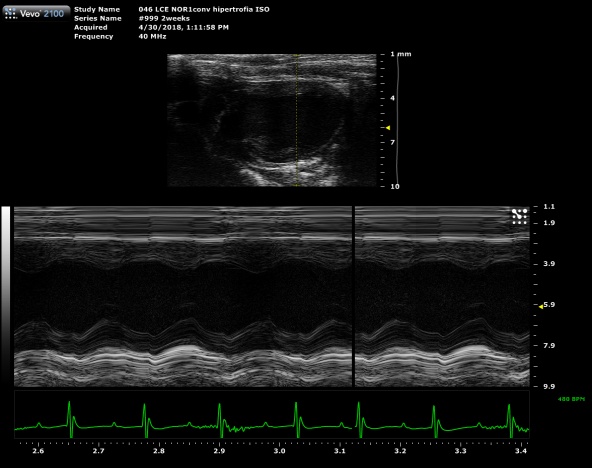 Vevo 2100
Study Name 046 LCE NOR1conv hipertrofia ISO
Series Name #999 2weeks
Acquired 4/30/2018, 1:11:58 PM
Frequency 40 MHz
1 mm
4
7
10
1.1
1.9
3.9
5.9
7.9
9.9
480 BPM
2.6 2.7 2.8 2.9 3.0 3.1 3.2 3.3 3.4